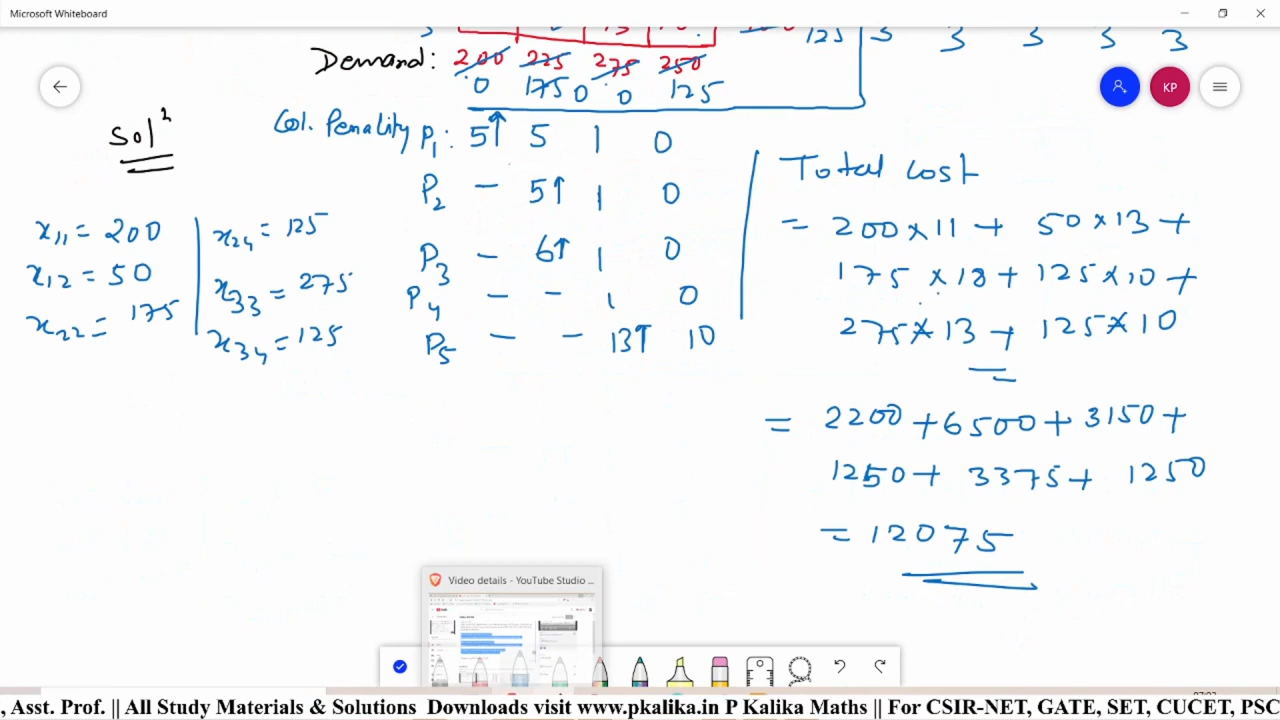 Microsoft Whiteboard
125 3 3 3 3 3
Demand: 200 225 275 250
0 175 0 0 125
KP
Sol²
Col. Penality P₁: 5↑ 5 1 0
P₂ - 5↑ 1 0
P₃ - 6↑ 1 0
P₄ - - 1 0
P₅ - - 13↑ 10
x₁₁ = 200
x₁₂ = 50
x₂₂ = 175
x₂₄ = 125
x₃₃ = 275
x₃₄ = 125
Total cost
= 200×11 + 50×13 +
175 ×18 + 125×10 +
275×13 + 125×10
= 2200 + 6500 + 3150 +
1250 + 3375 + 1250
= 12075
Video details - YouTube Studio ...
, Asst. Prof. || All Study Materials & Solutions Downloads visit www.pkalika.in P Kalika Maths || For CSIR-NET, GATE, SET, CUCET, PSC